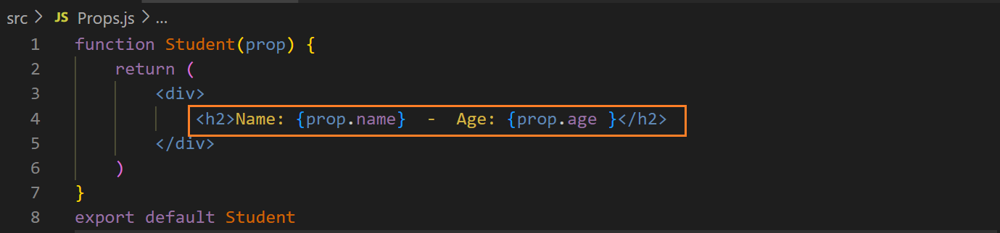 src > JS Props.js > ...
1 function Student(prop) {
2     return (
3         <div>
4             <h2>Name: {prop.name}  -  Age: {prop.age }</h2>
5         </div>
6     )
7 }
8 export default Student